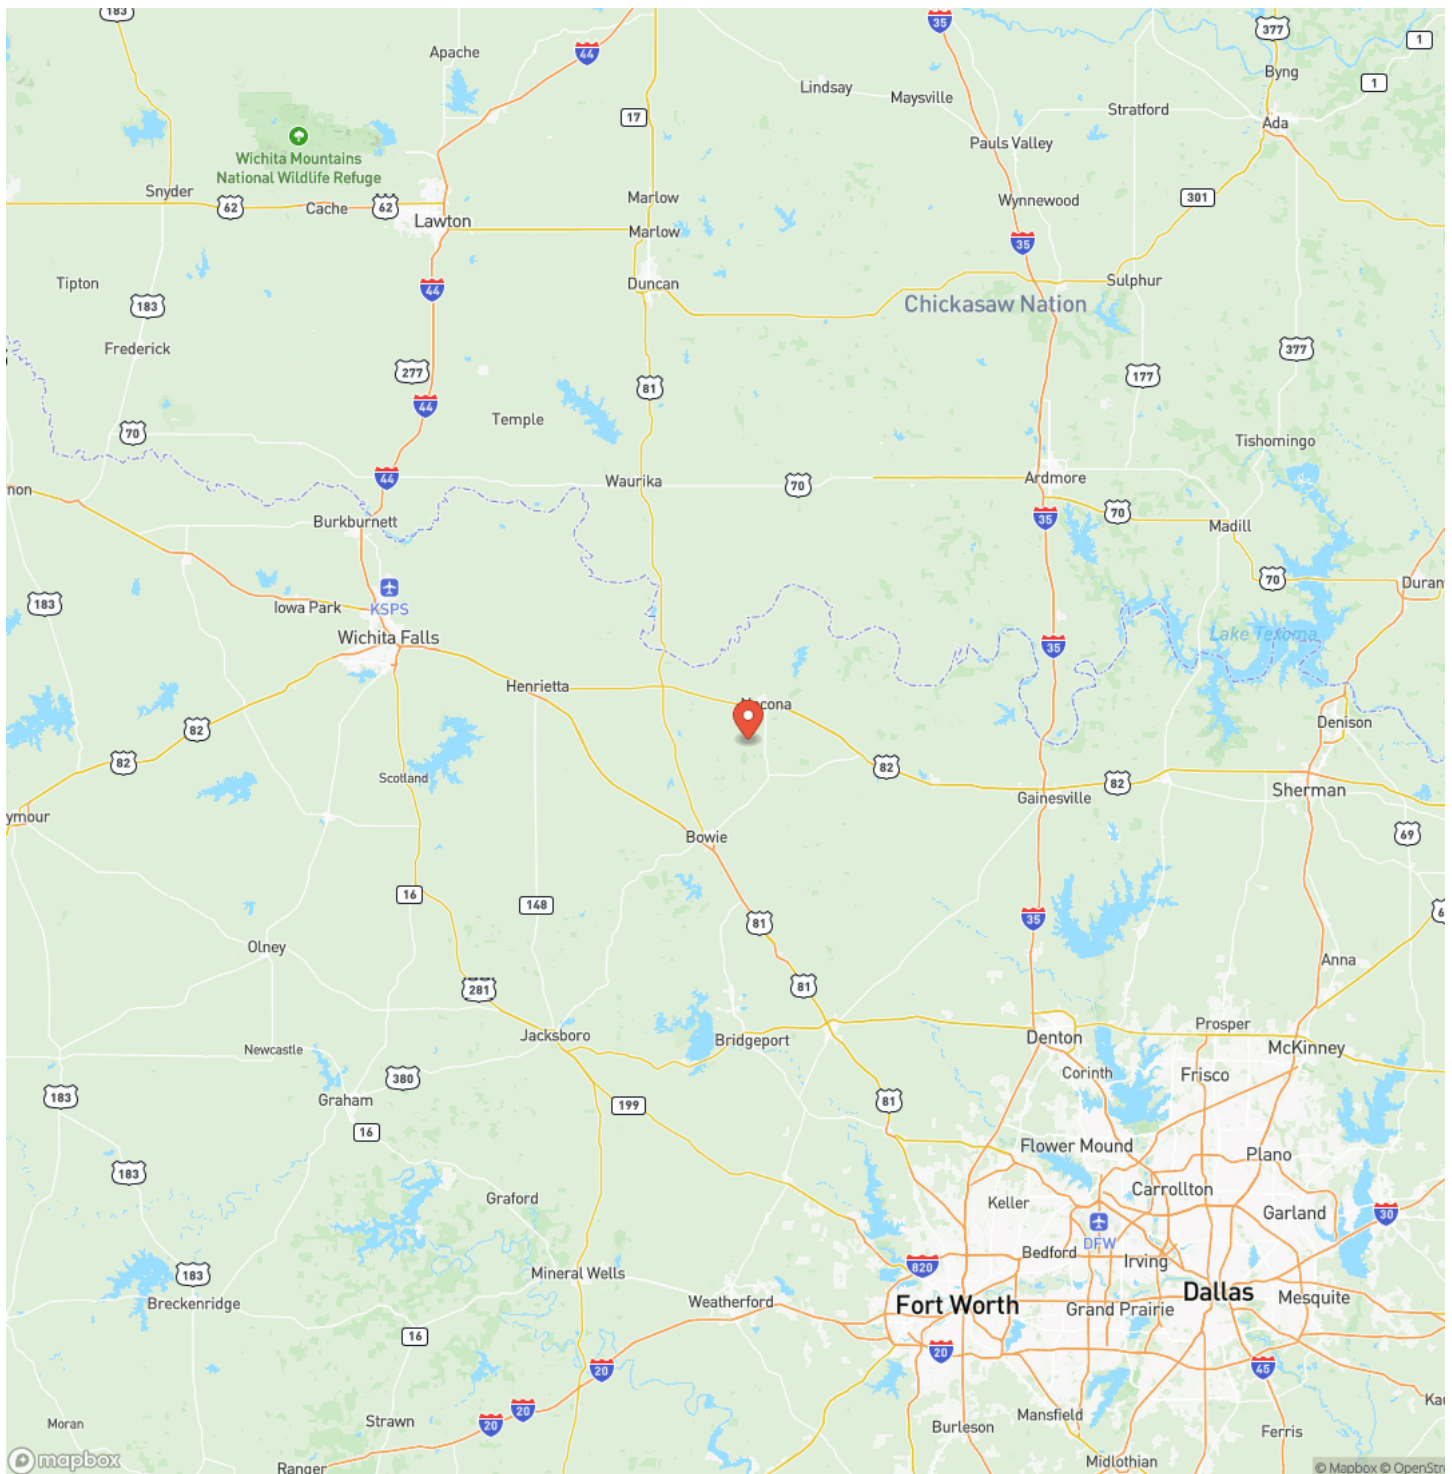 183
Apache
44
35
377
1
Byng
1
Lindsay
Maysville
Stratford
17
Ada
Wichita Mountains
National Wildlife Refuge
Pauls Valley
Snyder
62
Cache
62
Lawton
Marlow
Marlow
Wynnewood
301
35
Tipton
183
44
Duncan
Sulphur
Chickasaw Nation
Frederick
277
44
81
377
177
Temple
70
Tishomingo
44
Waurika
70
Ardmore
non
Burkburnett
35
70
Madill
183
KSPS
Iowa Park
Wichita Falls
70
Duran
Lake Texoma
35
Henrietta
82
82
Scotland
82
Denison
82
Gainesville
Sherman
ymour
Bowie
69
16
148
81
35
6
Olney
281
81
Anna
Jacksboro
Bridgeport
Denton
Prosper
McKinney
Newcastle
380
Corinth
Frisco
183
Graham
199
81
16
Flower Mound
Plano
183
Graford
Keller
Carrollton
Garland
30
DFW
Bedford
Irving
183
Mineral Wells
820
Breckenridge
Weatherford
Fort Worth
Grand Prairie
Dallas
Mesquite
16
20
20
45
Moran
Strawn
20
20
Mansfield
Kau
Burleson
Ferris
mapbox
Ranger
Midlothian
© Mapbox © OpenStr